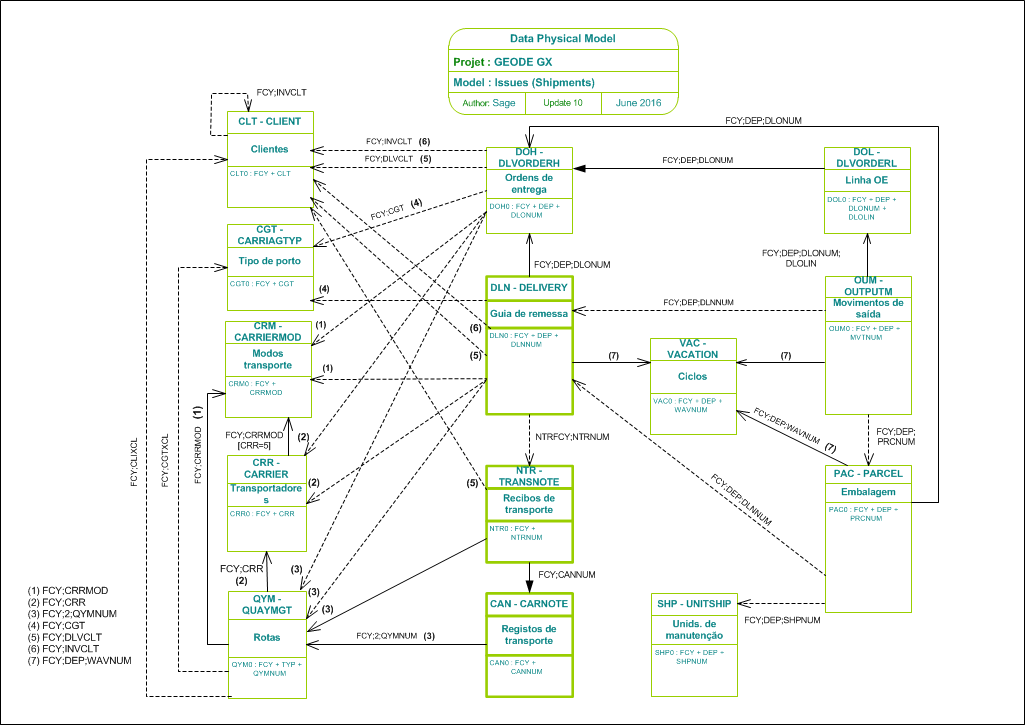 Data Physical Model
Projet : GEODE GX
Model : Issues (Shipments)
Author: Sage
Update 10
June 2016
FCY;INVCLT
CLT - CLIENT
Clientes
CLT0 : FCY + CLT
FCY;INVCLT (6)
FCY;DLVCLT (5)
FCY;CGT (4)
DOH -
DLVORDERH
Ordens de
entrega
DOH0 : FCY + DEP +
DLONUM
FCY;DEP;DLONUM
FCY;DEP;DLONUM
DOL -
DLVORDERL
Linha OE
DOL0 : FCY + DEP +
DLONUM +
DLOLIN
CGT -
CARRIAGTYP
Tipo de porto
CGT0 : FCY + CGT
(4)
FCY;DEP;DLONUM
FCY;DEP;DLONUM;
DLOLIN
DLN - DELIVERY
Guia de remessa
DLN0 : FCY + DEP +
DLNNUM
(6)
(5)
FCY;DEP;DLNNUM
OUM -
OUTPUTM
Movimentos de
saída
OUM0 : FCY + DEP +
MVTNUM
CRM -
CARRIERMOD
Modos
transporte
CRM0 : FCY +
CRRMOD
(1)
(1)
VAC -
VACATION
Ciclos
VAC0 : FCY + DEP +
WAVNUM
(7)
(7)
FCY;DEP;WAVNUM (7)
FCY;DEP;
PRCNUM
FCY;CRRMOD
[CRR=5]
(2)
FCY;CRRMOD (1)
FCY;CGTXCL
FCY;CLIXCL
NTRFCY;NTRNUM
CRR -
CARRIER
Transportadore
s
CRR0 : FCY + CRR
(2)
(5)
NTR -
TRANSNOTE
Recibos de
transporte
NTR0 : FCY +
NTRNUM
FCY;DEP;DLNNUM
PAC - PARCEL
Embalagem
PAC0 : FCY + DEP +
PRCNUM
FCY;CRR
(2)
(3)
(3)
(3)
FCY;CANNUM
QYM -
QUAYMGT
Rotas
QYM0 : FCY + TYP +
QYMNUM
FCY;2;QYMNUM (3)
CAN - CARNOTE
Registos de
transporte
CAN0 : FCY +
CANNUM
SHP - UNITSHIP
Unids. de
manutenção
SHP0 : FCY + DEP +
SHPNUM
FCY;DEP;SHPNUM
(1) FCY;CRRMOD
(2) FCY;CRR
(3) FCY;2;QYMNUM
(4) FCY;CGT
(5) FCY;DLVCLT
(6) FCY;INVCLT
(7) FCY;DEP;WAVNUM